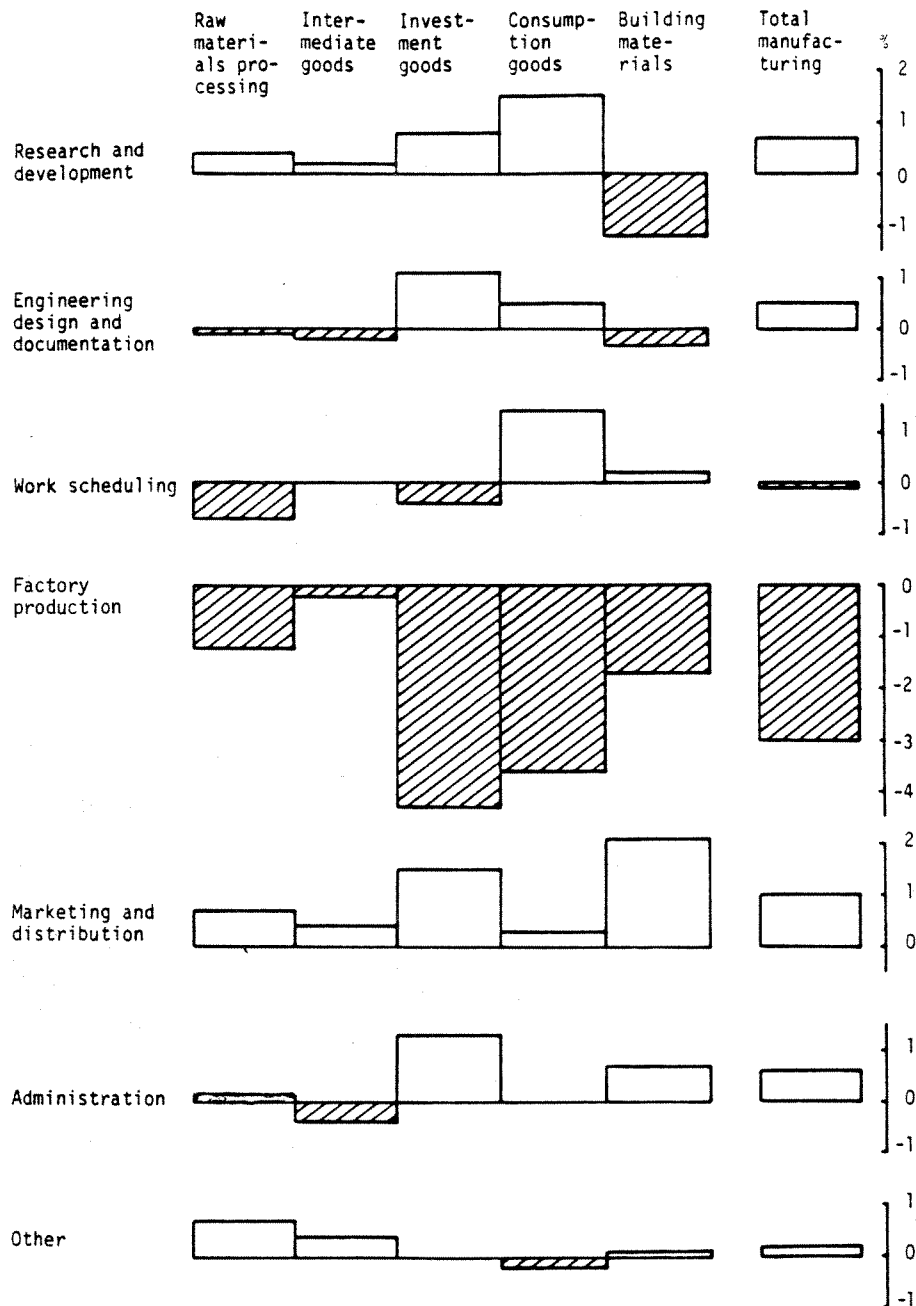 Raw
materi-
als pro-
cessing
Inter-
mediate
goods
Invest-
ment
goods
Consump-
tion
goods
Building
mate-
rials
Total
manufac-
turing
%
2
1
0
-1
Research and
development
1
0
-1
Engineering
design and
documentation
1
0
-1
Work scheduling
0
-1
-2
-3
-4
Factory
production
2
1
0
Marketing and
distribution
1
0
-1
Administration
1
0
-1
Other